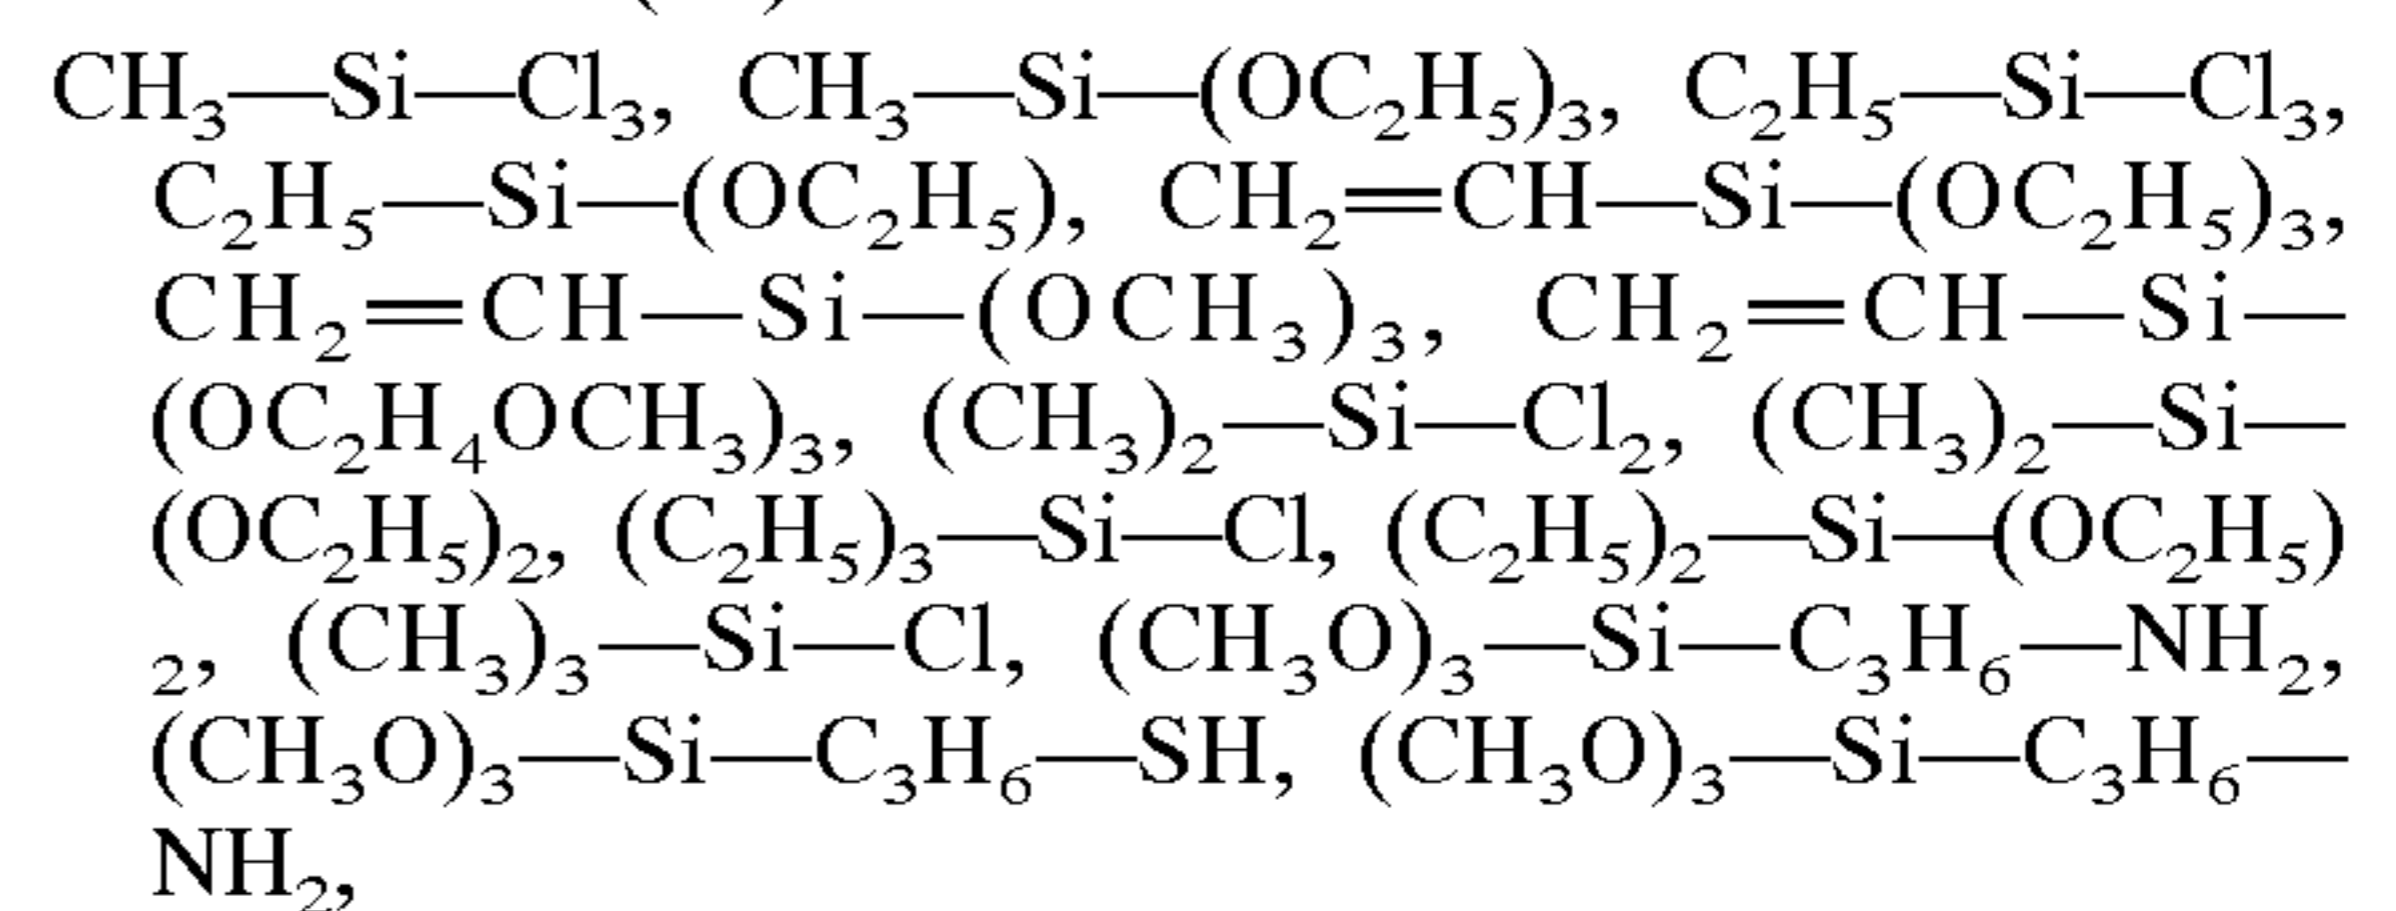 CH₃—Si—Cl₃, CH₃—Si—(OC₂H₅)₃, C₂H₅—Si—Cl₃,
C₂H₅—Si—(OC₂H₅), CH₂=CH—Si—(OC₂H₅)₃,
CH₂=CH—Si—(OCH₃)₃, CH₂=CH—Si—
(OC₂H₄OCH₃)₃, (CH₃)₂—Si—Cl₂, (CH₃)₂—Si—
(OC₂H₅)₂, (C₂H₅)₃—Si—Cl, (C₂H₅)₂—Si—(OC₂H₅)
₂, (CH₃)₃—Si—Cl, (CH₃O)₃—Si—C₃H₆—NH₂,
(CH₃O)₃—Si—C₃H₆—SH, (CH₃O)₃—Si—C₃H₆—
NH₂,